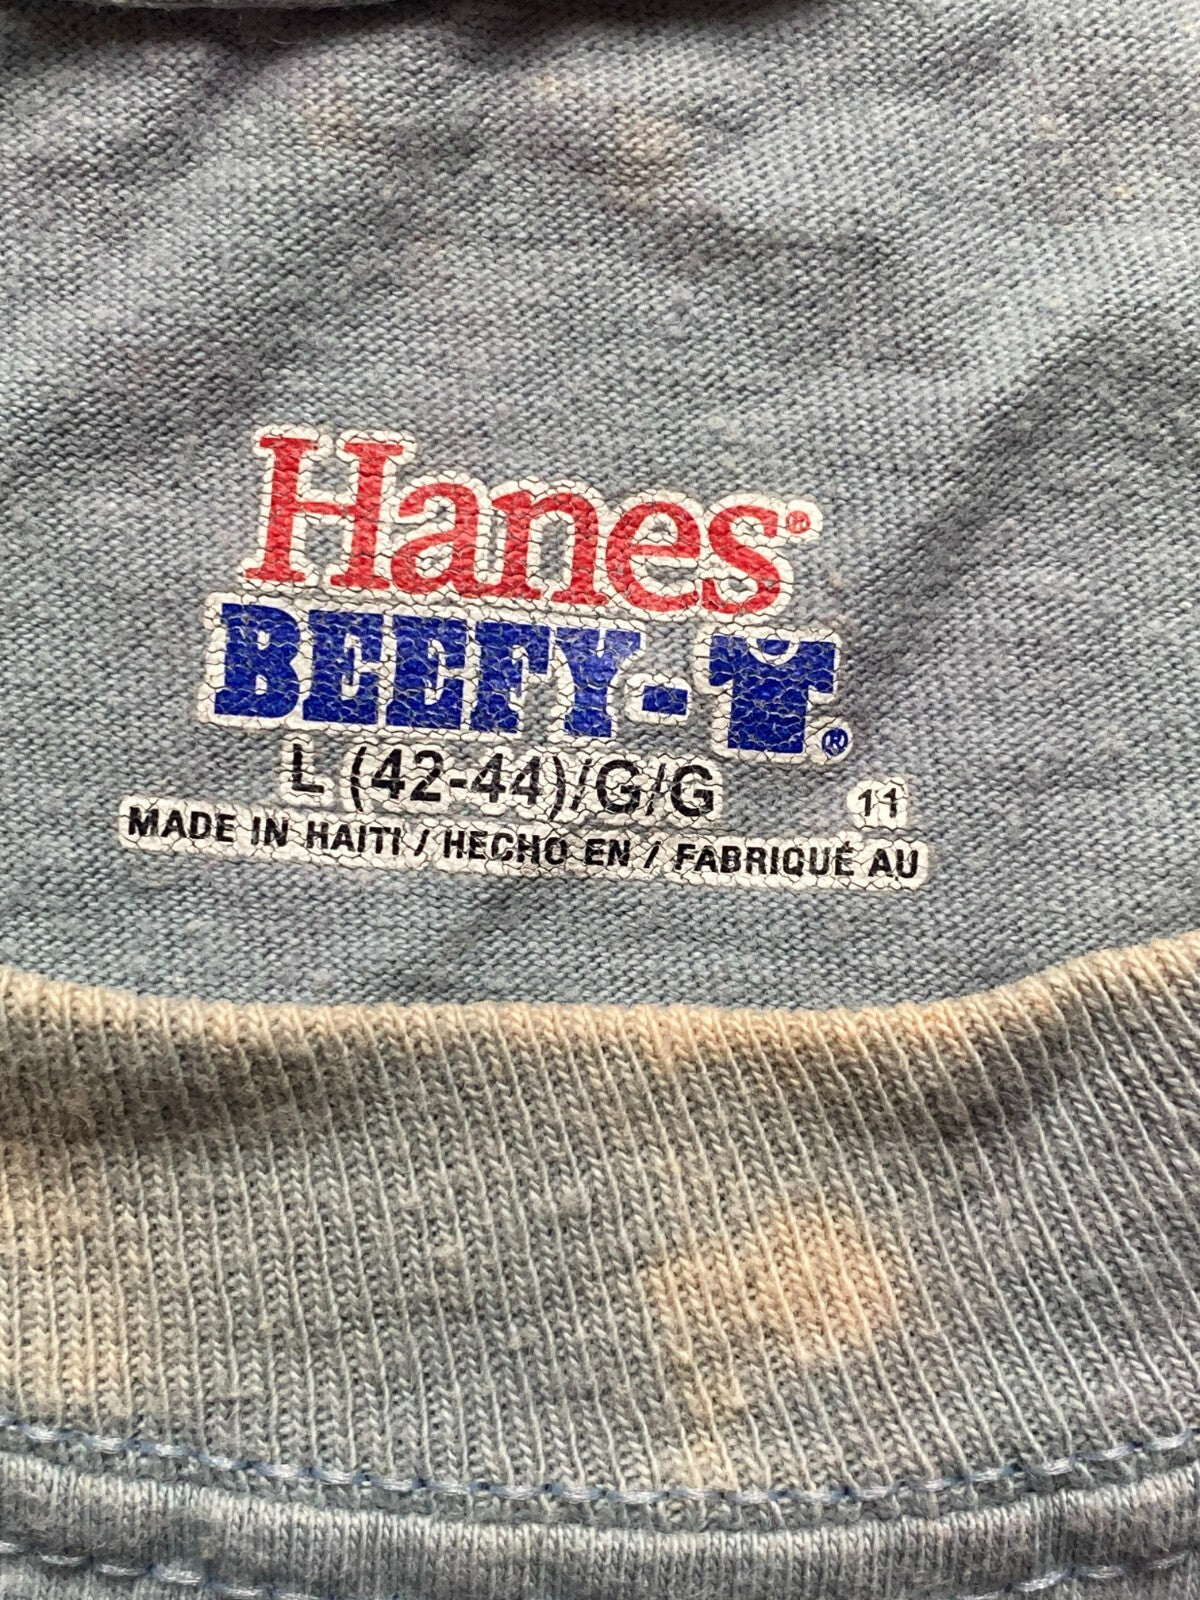 Hanes®
BEEFY-T®
L (42-44)/G/G 11
MADE IN HAITI / HECHO EN / FABRIQUÉ AU